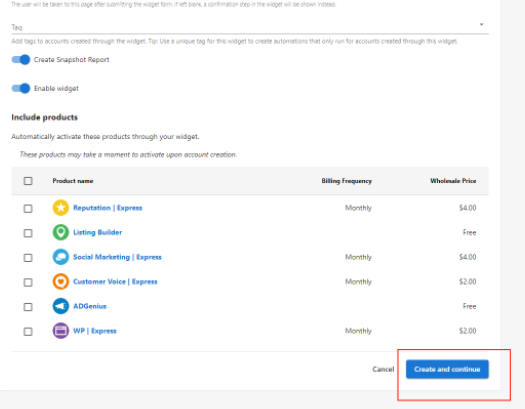 The user will be taken to this page after submitting the widget form. If left blank, a confirmation step in the widget will be shown instead.
Tag
Add tags to accounts created through the widget. Tip: Use a unique tag for this widget to create automations that only run for accounts created through this widget.
Create Snapshot Report
Enable widget
Include products
Automatically activate these products through your widget.
These products may take a moment to activate upon account creation.
Product name Billing Frequency Wholesale Price
Reputation | Express Monthly $4.00
Listing Builder Free
Social Marketing | Express Monthly $4.00
Customer Voice | Express Monthly $2.00
ADGenius Free
WP | Express Monthly $2.00
Cancel Create and continue